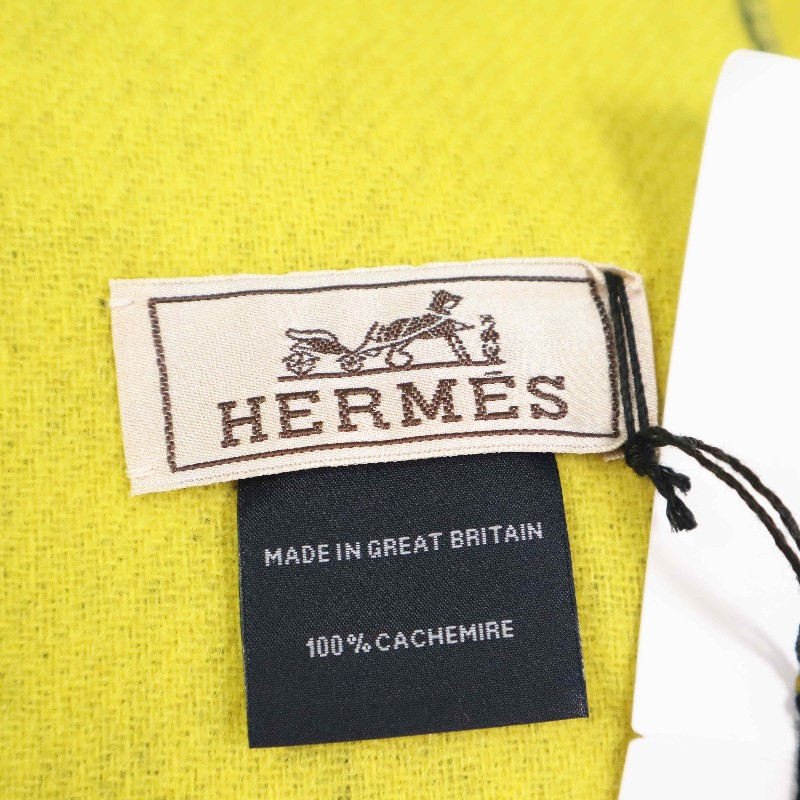 HERMÈS
MADE IN GREAT BRITAIN
100% CACHEMIRE